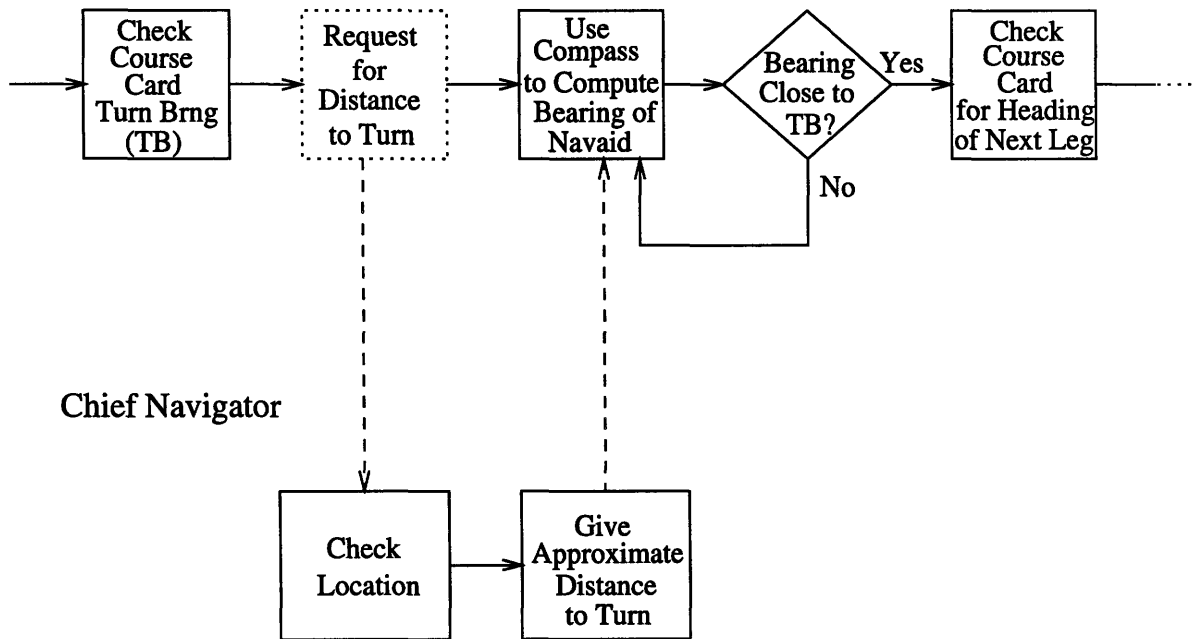 Check
Course
Card
Turn Brng
(TB)
Request
for
Distance
to Turn
Use
Compass
to Compute
Bearing of
Navaid
Bearing
Close to
TB?
Yes
No
Check
Course
Card
for Heading
of Next Leg
Chief Navigator
Check
Location
Give
Approximate
Distance
to Turn